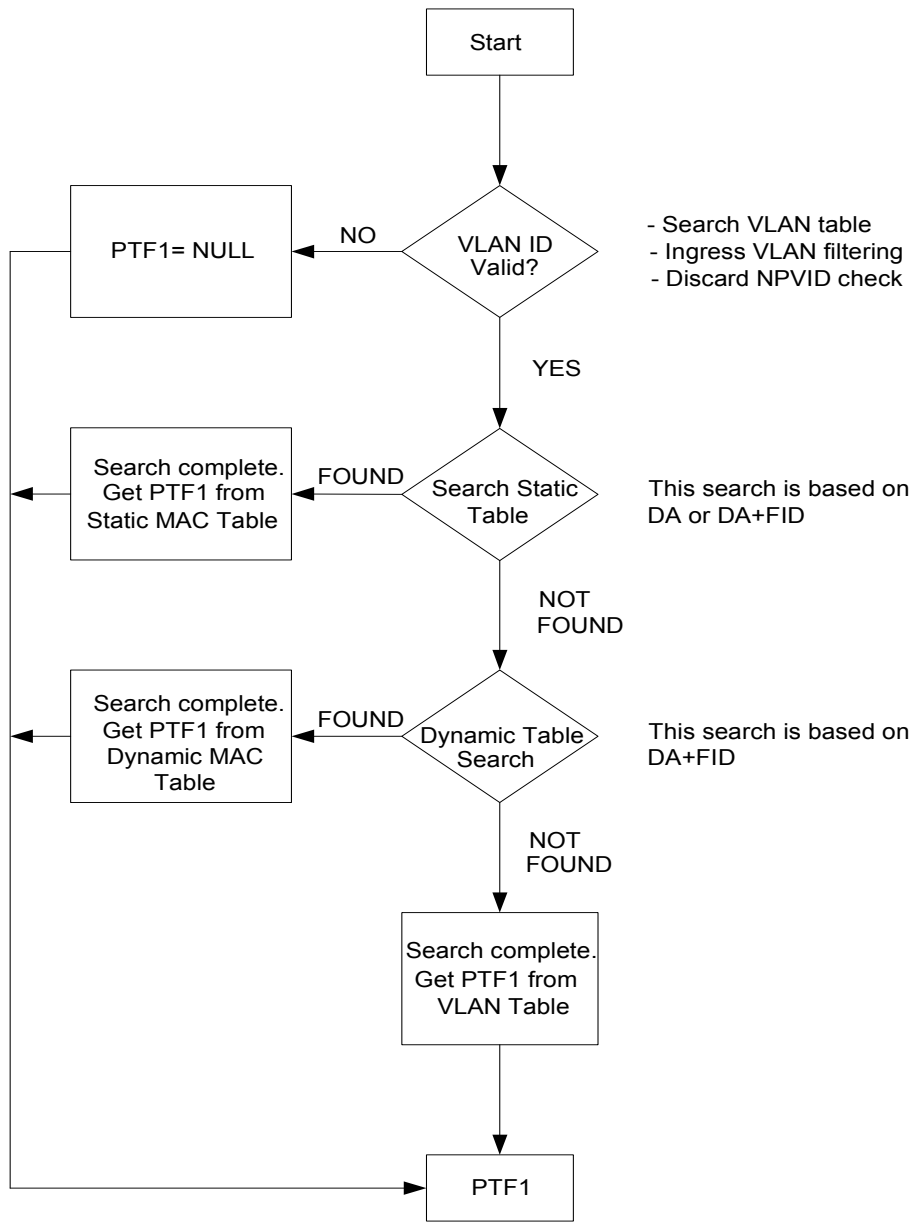 Start
VLAN ID
Valid?
NO
PTF1= NULL
- Search VLAN table
- Ingress VLAN filtering
- Discard NPVID check
YES
Search Static
Table
FOUND
Search complete.
Get PTF1 from
Static MAC Table
This search is based on
DA or DA+FID
NOT
FOUND
Dynamic Table
Search
FOUND
Search complete.
Get PTF1 from
Dynamic MAC
Table
This search is based on
DA+FID
NOT
FOUND
Search complete.
Get PTF1 from
VLAN Table
PTF1